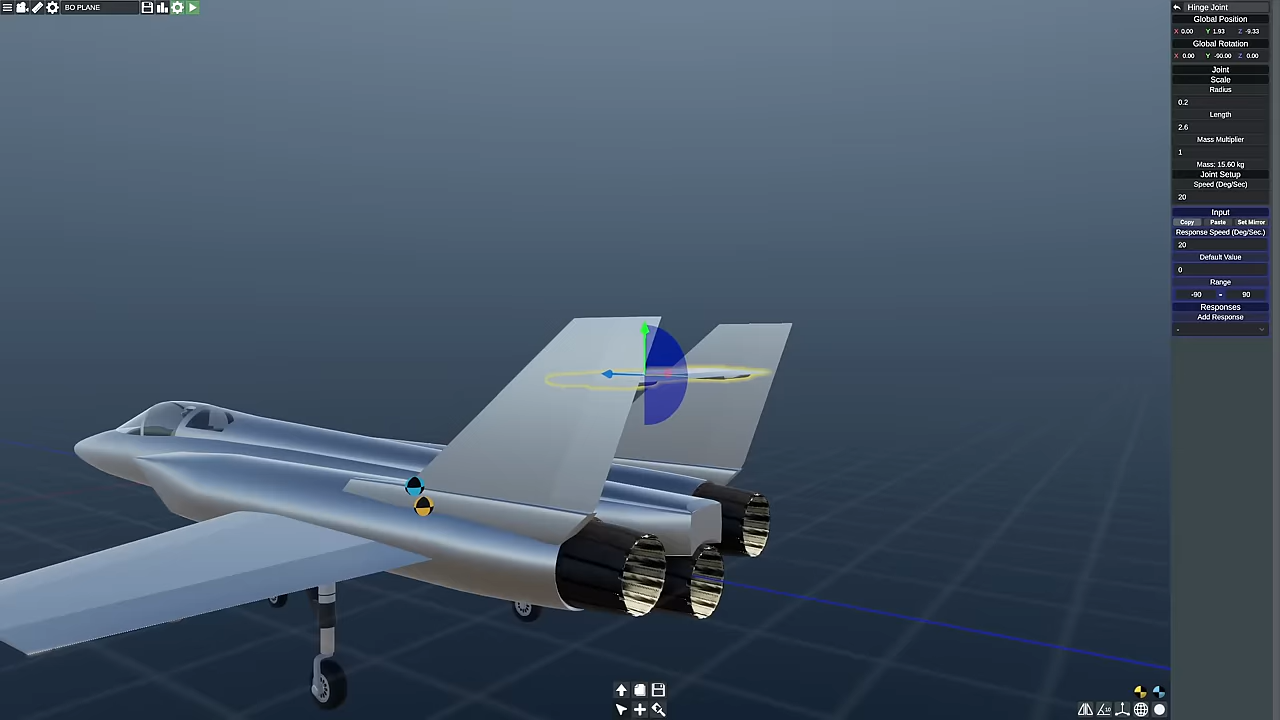 BO PLANE
Hinge Joint
Global Position
X 0.00 Y 1.93 Z -9.33
Global Rotation
X 0.00 Y -90.00 Z 0.00
Joint
Scale
Radius
0.2
Length
2.6
Mass Multiplier
1
Mass: 15.60 kg
Joint Setup
Speed (Deg/Sec)
20
Input
Copy Paste Set Mirror
Response Speed (Deg/Sec.)
20
Default Value
0
Range
-90 - 90
Responses
Add Response
-